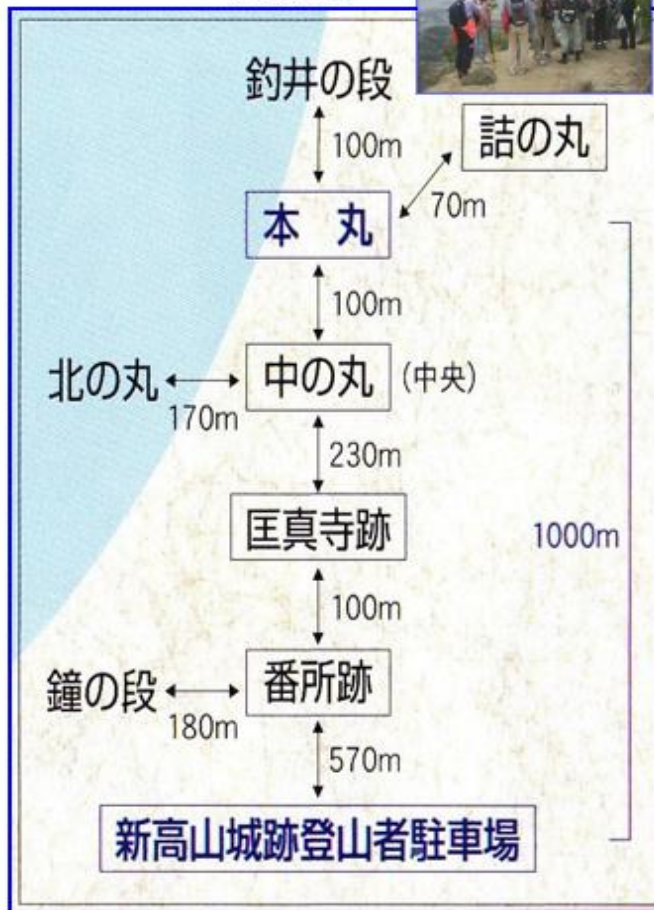 釣井の段
100m
詰の丸
70m
本 丸
100m
北の丸
170m
中の丸 (中央)
230m
匡真寺跡
1000m
100m
鐘の段
180m
番所跡
570m
新高山城跡登山者駐車場